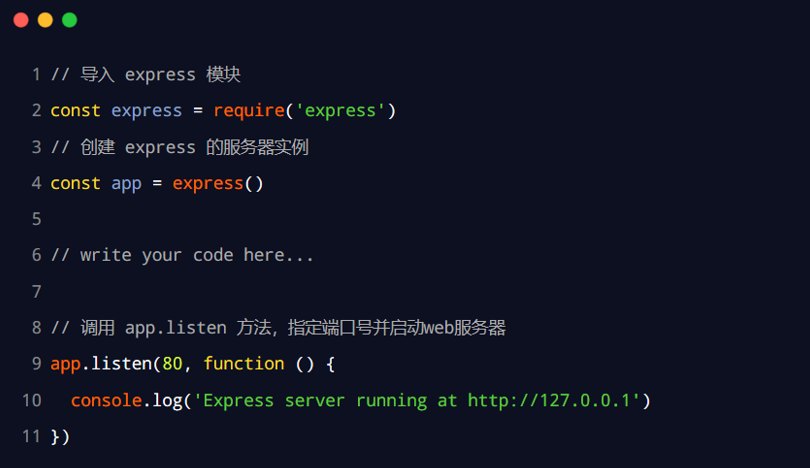 1 // 导入 express 模块
2 const express = require('express')
3 // 创建 express 的服务器实例
4 const app = express()
5
6 // write your code here...
7
8 // 调用 app.listen 方法，指定端口号并启动web服务器
9 app.listen(80, function () {
10   console.log('Express server running at http://127.0.0.1')
11 })